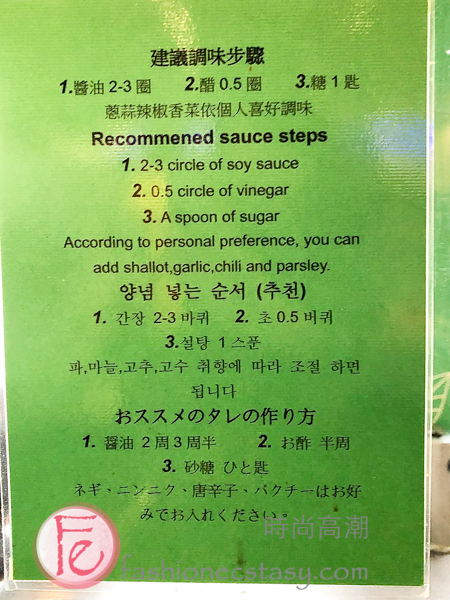 建議調味步驟
1.醬油 2-3 圈 2.醋 0.5 圈 3.糖 1 匙
蔥蒜辣椒香菜依個人喜好調味
Recommened sauce steps
1. 2-3 circle of soy sauce
2. 0.5 circle of vinegar
3. A spoon of sugar
According to personal preference, you can
add shallot,garlic,chili and parsley.
양념 넣는 순서 (추천)
1. 간장 2-3 바퀴 2. 초 0.5 버퀴
3.설탕 1 스푼
파,마늘,고추,고수 취향에 따라 조절 하면
됩니다
おススメのタレの作り方
1. 醤油 2 周 3 周半 2. お酢 半周
3. 砂糖 ひと匙
ネギ、ニンニク、唐辛子、パクチーはお好
みでお入れください。
時尚高潮
Fe fashionecstasy.com